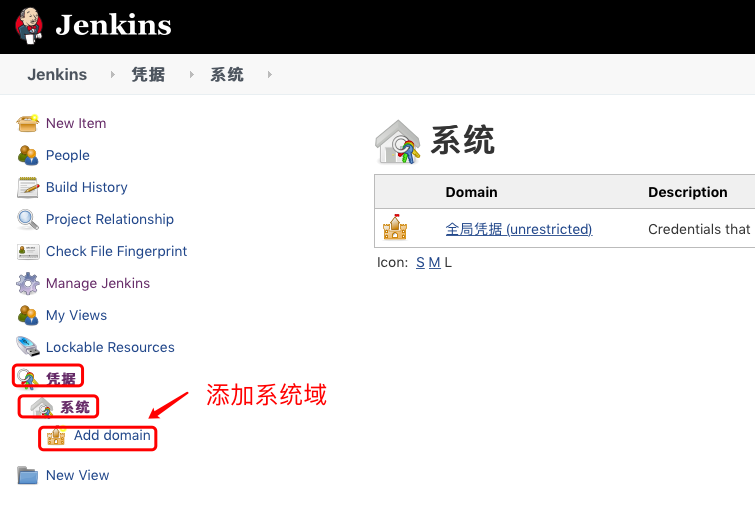 Jenkins
Jenkins 凭据 系统
New Item
People
Build History
Project Relationship
Check File Fingerprint
Manage Jenkins
My Views
Lockable Resources
凭据
系统
Add domain
New View
添加系统域
系统
Domain Description
全局凭据 (unrestricted) Credentials that
Icon: S M L